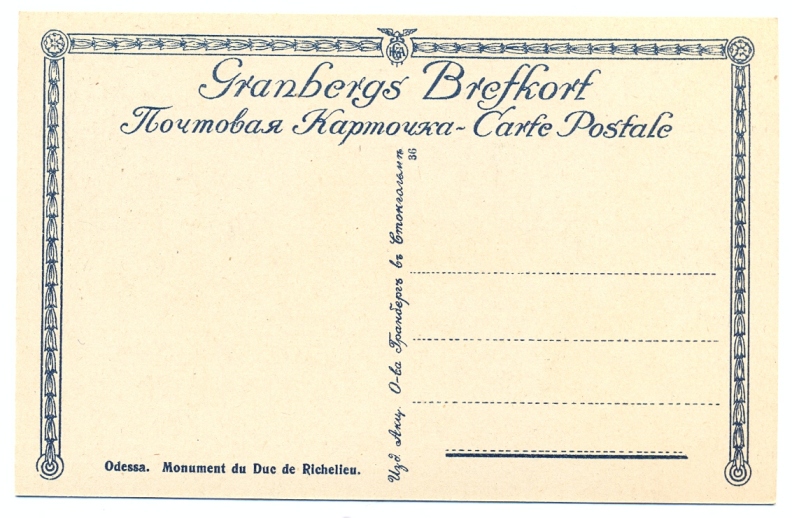 Granbergs Brefkort
Почтовая Карточка - Carte Postale
Изд. Акц. О-ва Гранбергъ въ Стокгольмѣ
36
Odessa. Monument du Duc de Richelieu.